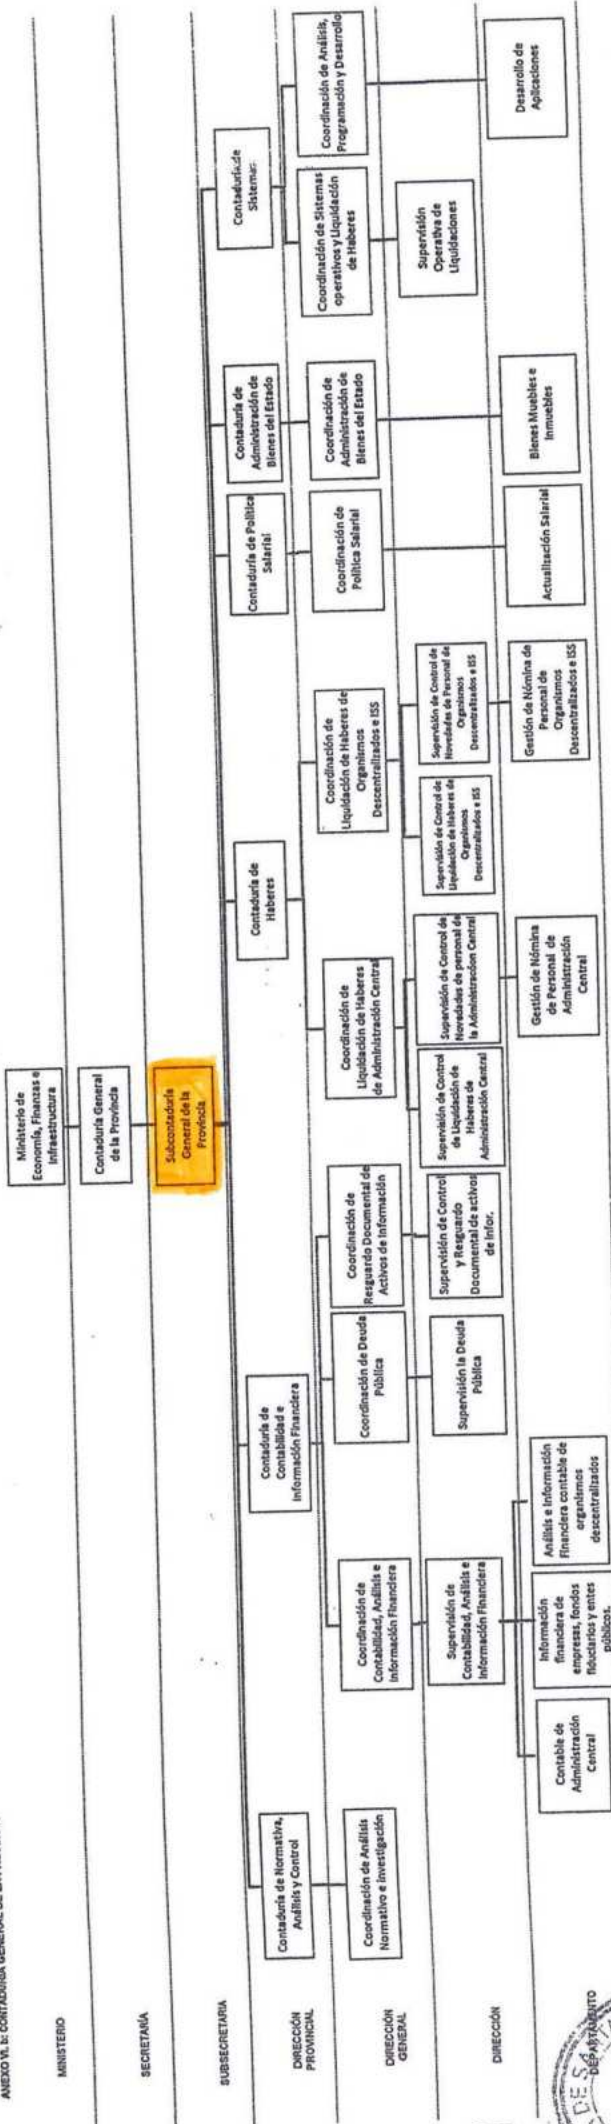 ANEXO VI. b: CONTADURÍA GENERAL DE LA
MINISTERIO
Ministerio de
Economía, Finanzas e
Infraestructura
SECRETARÍA
Contaduría General
de la Provincia
SUBSECRETARIA
Subcontaduría
General de la
Provincia
DIRECCIÓN
PROVINCIAL
Contaduría de Normativa,
Análisis y Control
Contaduría de
Contabilidad e
Información Financiera
Contaduría de
Haberes
Contaduría de Política
Salarial
Contaduría de
Administración de
Bienes del Estado
Contaduría de
Sistemas
DIRECCIÓN
GENERAL
Coordinación de Análisis
Normativo e Investigación
Coordinación de
Contabilidad, Análisis e
Información Financiera
Coordinación de Deuda
Pública
Coordinación de
Resguardo Documental de
Activos de Información
Coordinación de
Liquidación de Haberes
de Administración Central
Coordinación de
Liquidación de Haberes de
Organismos
Descentralizados e ISS
Coordinación de
Política Salarial
Coordinación de
Administración de
Bienes del Estado
Coordinación de Sistemas
operativos y Liquidación
de Haberes
Coordinación de Análisis,
Programación y Desarrollo
DIRECCIÓN
Supervisión de
Contabilidad, Análisis e
Información Financiera
Supervisión la Deuda
Pública
Supervisión de Control
y Resguardo
Documental de activos
de Infor.
Supervisión de Control
de Liquidación de
Haberes de
Administración Central
Supervisión de Control de
Novedades de personal de
la Administración Central
Supervisión de Control de
Liquidación de Haberes de
Organismos
Descentralizados e ISS
Supervisión de Control de
Novedades de Personal de
Organismos
Descentralizados e ISS
Supervisión
Operativa de
Liquidaciones
DEPARTAMENTO
Contable de
Administración
Central
Información
financiera de
empresas, fondos
fiduciarios y entes
públicos.
Análisis e Información
Financiera contable de
organismos
descentralizados
Gestión de Nómina
de Personal de
Administración
Central
Gestión de Nómina de
Personal de
Organismos
Descentralizados e ISS
Actualización Salarial
Bienes Muebles e
Inmuebles
Desarrollo de
Aplicaciones
DE SA